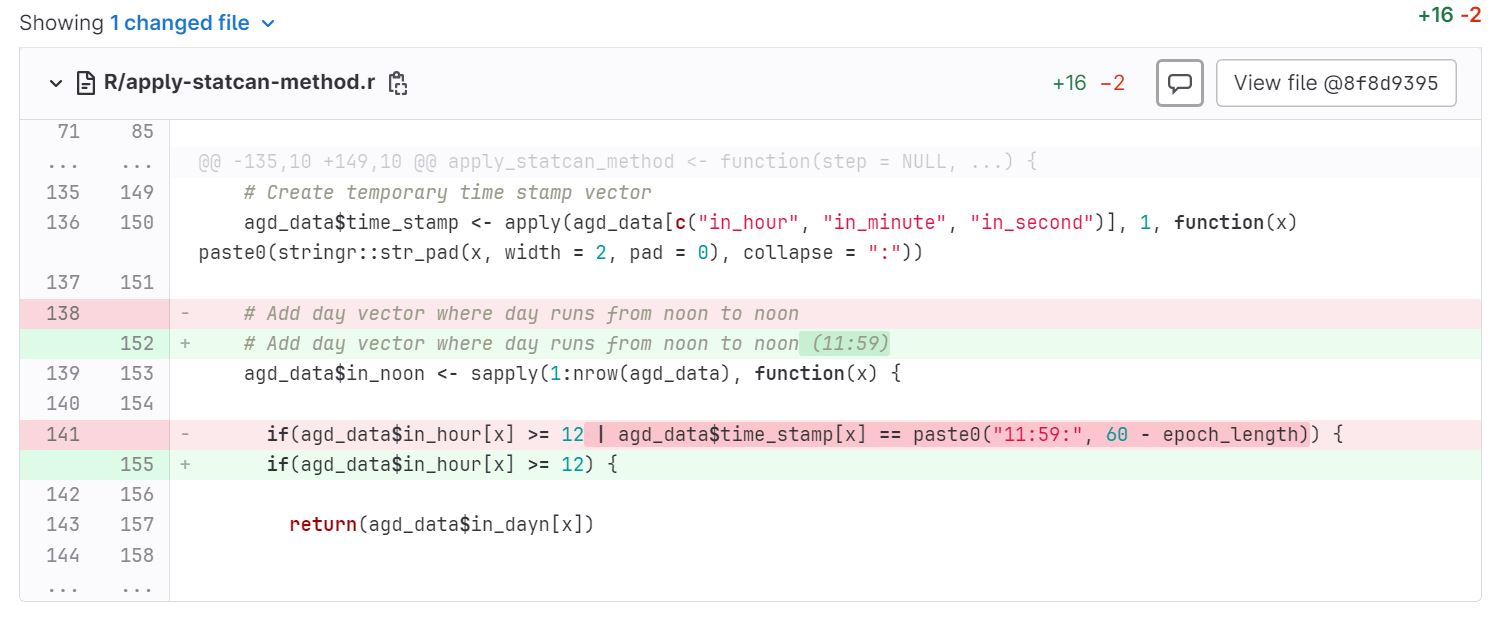 Showing 1 changed file
+16 -2
R/apply-statcan-method.r
+16 −2
View file @8f8d9395
71 85
... ... @@ -135,10 +149,10 @@ apply_statcan_method <- function(step = NULL, ...) {
135 149 # Create temporary time stamp vector
136 150 agd_data$time_stamp <- apply(agd_data[c("in_hour", "in_minute", "in_second")], 1, function(x)
paste0(stringr::str_pad(x, width = 2, pad = 0), collapse = ":"))
137 151
138 - # Add day vector where day runs from noon to noon
152 + # Add day vector where day runs from noon to noon (11:59)
139 153 agd_data$in_noon <- sapply(1:nrow(agd_data), function(x) {
140 154
141 - if(agd_data$in_hour[x] >= 12 | agd_data$time_stamp[x] == paste0("11:59:", 60 - epoch_length)) {
155 + if(agd_data$in_hour[x] >= 12) {
142 156
143 157 return(agd_data$in_dayn[x])
144 158
... ...